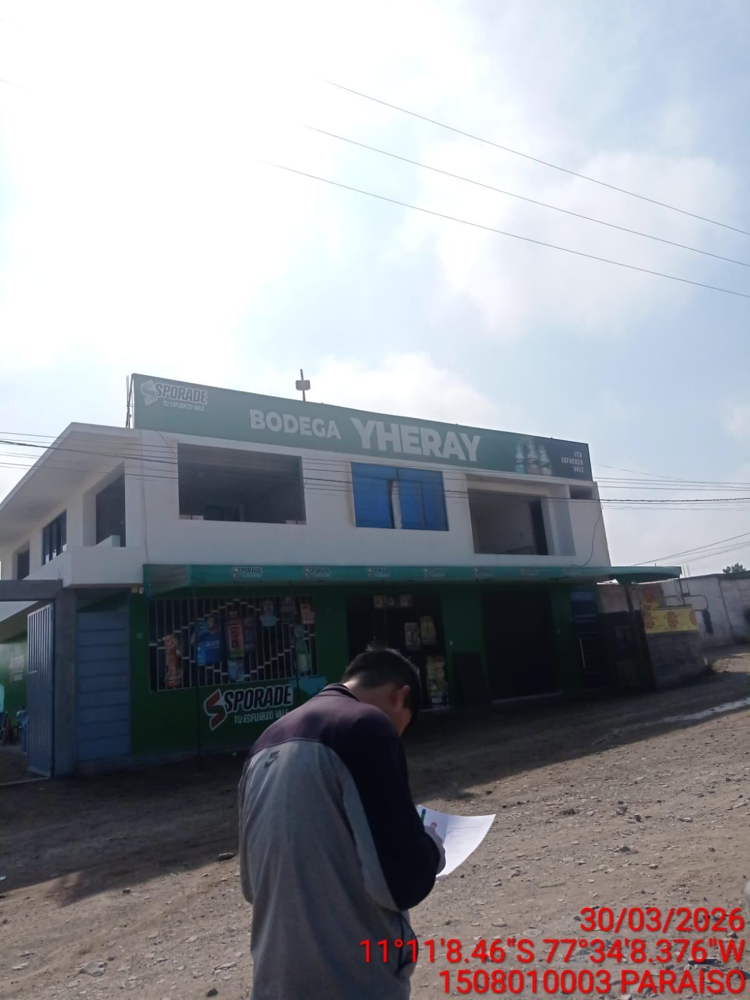 SPORADE
TU ESFUERZO VALE
BODEGA YHERAY
#TU
ESFUERZO
VALE
SPORADE SPORADE SPORADE SPORADE
SPORADE
TU ESFUERZO VALE
30/03/2026
11°11'8.46"S 77°34'8.376"W
1508010003 PARAISO